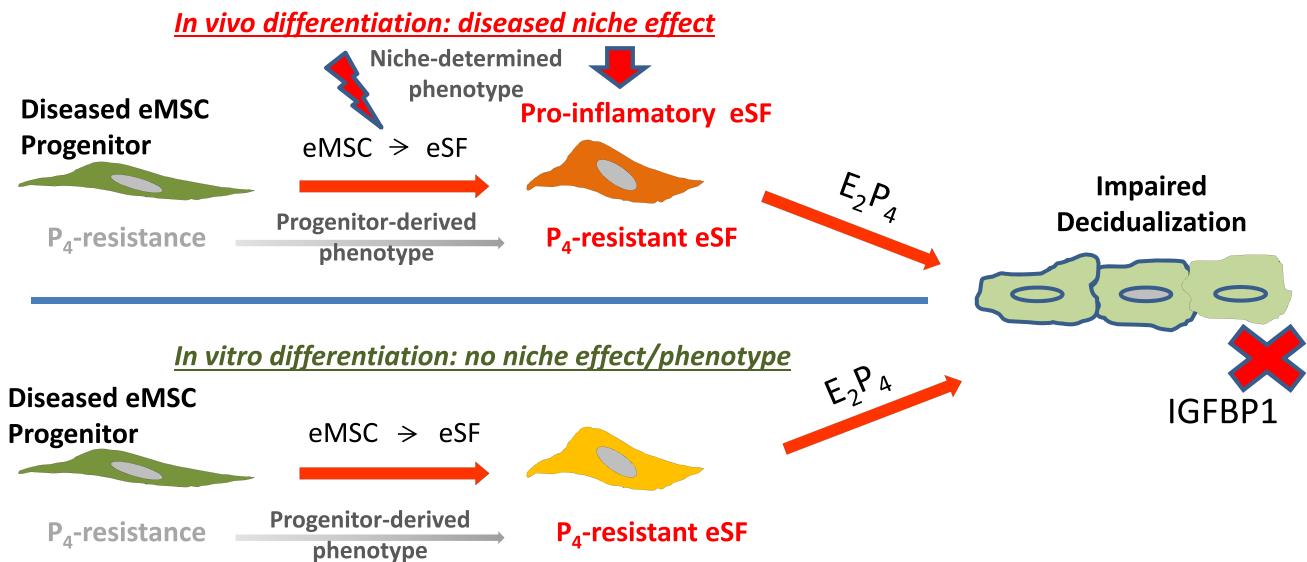 In vivo differentiation: diseased niche effect
Niche-determined
phenotype
Diseased eMSC
Progenitor
Pro-inflamatory eSF
eMSC → eSF
P4-resistance
Progenitor-derived
phenotype
P4-resistant eSF
E2P4
Impaired
Decidualization
In vitro differentiation: no niche effect/phenotype
Diseased eMSC
Progenitor
eMSC → eSF
E2P4
IGFBP1
P4-resistance
Progenitor-derived
phenotype
P4-resistant eSF